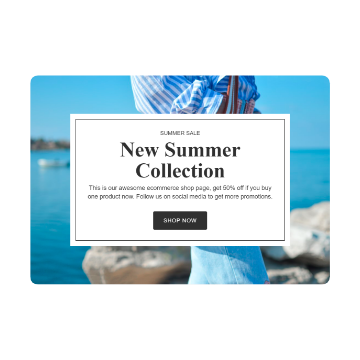 SUMMER SALE
New Summer
Collection
This is our awesome ecommerce shop page, get 50% off if you buy
one product now. Follow us on social media to get more promotions.
SHOP NOW